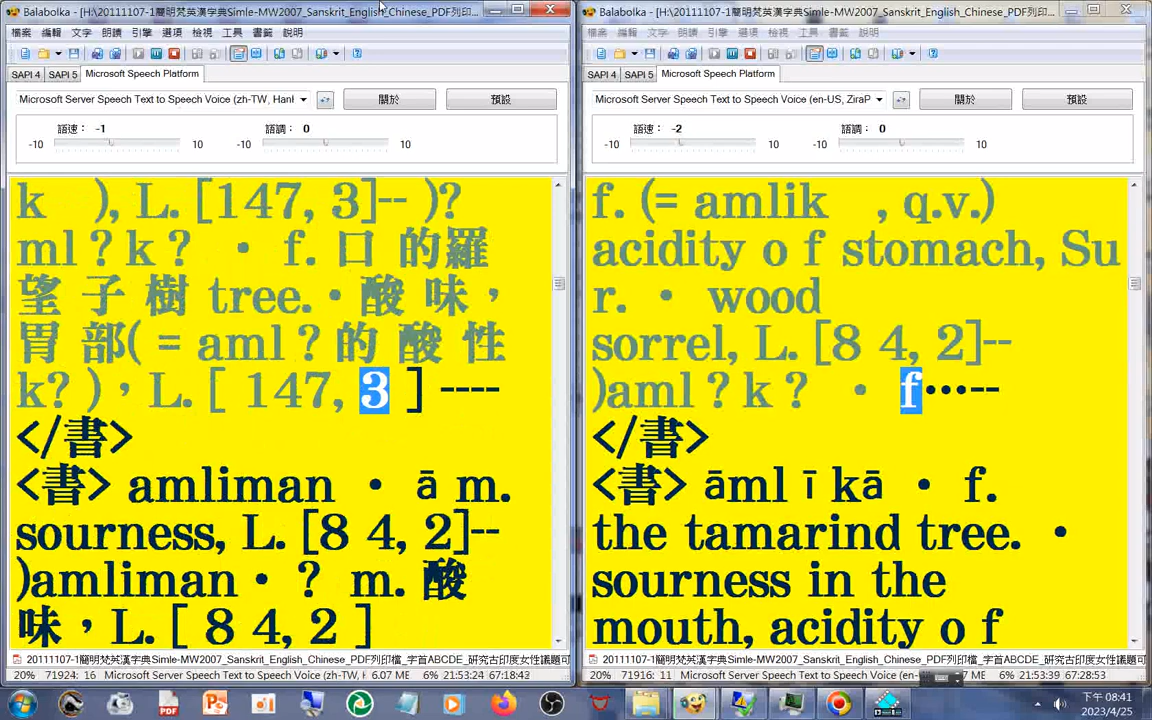 Balabolka - [H:\20111107-1簡明梵英漢字典Simle-MW2007_Sanskrit_English_Chinese_PDF列印...
檔案 編輯 文字 朗讀 引擎 選項 檢視 工具 書籤 說明
SAPI 4 SAPI 5 Microsoft Speech Platform
Microsoft Server Speech Text to Speech Voice (zh-TW, HanI 關於 預設
語速: -1 語調: 0
-10 10 -10 10
k ), L. [147, 3]-- )?
ml ? k ? • f. 口 的羅
望 子 樹 tree. • 酸 味，
胃 部( = aml ? 的 酸 性
k? )，L. [ 147, 3 ] ----
</書>
<書> amliman • ā m.
sourness, L. [8 4, 2]--
)amliman • ? m. 酸
味，L. [ 8 4, 2 ]
20111107-1簡明梵英漢字典Simle-MW2007_Sanskrit_English_Chinese_PDF列印檔_字首ABCDE_研究古印度女性議題可
20% 71924: 16 Microsoft Server Speech Text to Speech Voice (zh-TW, H 6.07 MB 6% 21:53:24 67:18:43
Balabolka - [H:\20111107-1簡明梵英漢字典Simle-MW2007_Sanskrit_English_Chinese_PDF列印...
檔案 編輯 文字 朗讀 引擎 選項 檢視 工具 書籤 說明
SAPI 4 SAPI 5 Microsoft Speech Platform
Microsoft Server Speech Text to Speech Voice (en-US, ZiraP 關於 預設
語速: -2 語調: 0
-10 10 -10 10
f. (= amlik , q.v.)
acidity o f stomach, Su
r. • wood
sorrel, L. [8 4, 2]--
)aml ? k ? • f•••--
</書>
<書> āml ī kā • f.
the tamarind tree. •
sourness in the
mouth, acidity o f
20111107-1簡明梵英漢字典Simle-MW2007_Sanskrit_English_Chinese_PDF列印檔_字首ABCDE_研究古印度女性議題可
20% 71916: 11 Microsoft Server Speech Text to Speech Voice 6% 21:53:39 67:28:53
下午 08:41
2023/4/25